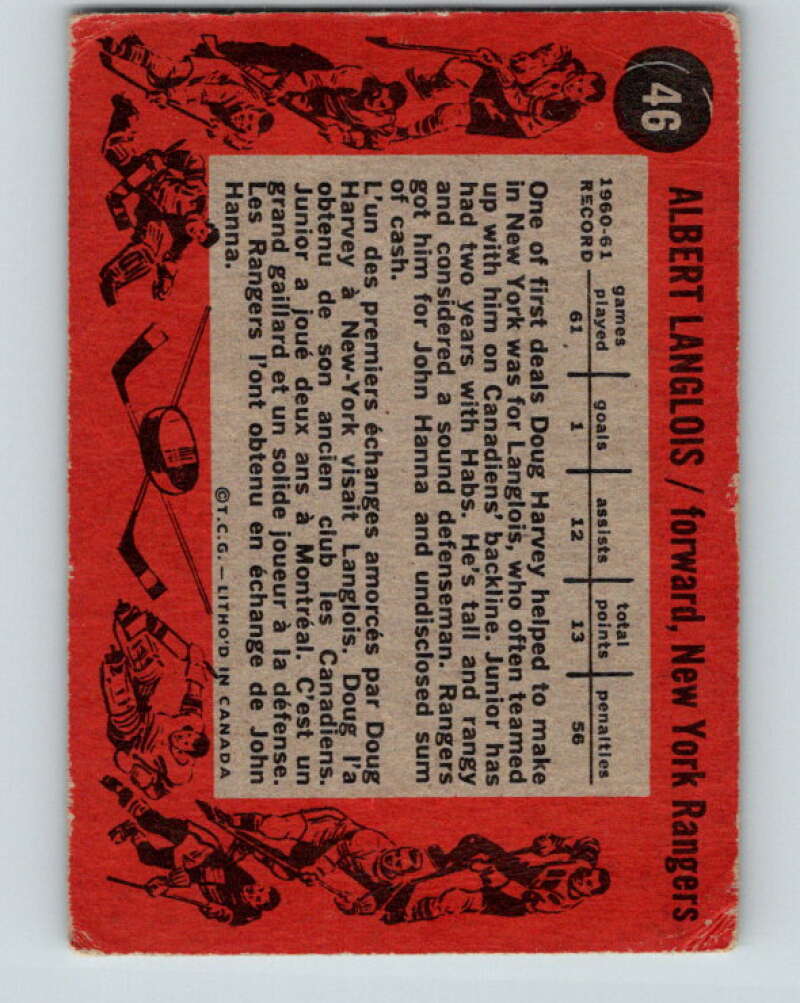 46
ALBERT LANGLOIS / forward, New York Rangers
1960-61 games goals assists total penalties
RECORD played points
61 1 12 13 56
One of first deals Doug Harvey helped to make
in New York was for Langlois, who often teamed
up with him on Canadiens' backline. Junior has
had two years with Habs. He's tall and rangy
and considered a sound defenseman. Rangers
got him for John Hanna and undisclosed sum
of cash.
L'un des premiers échanges amorcés par Doug
Harvey à New-York visait Langlois. Doug l'a
obtenu de son ancien club les Canadiens.
Junior a joué deux ans à Montréal. C'est un
grand gaillard et un solide joueur à la défense.
Les Rangers l'ont obtenu en échange de John
Hanna.
©T.C.G. — LITHO'D IN CANADA